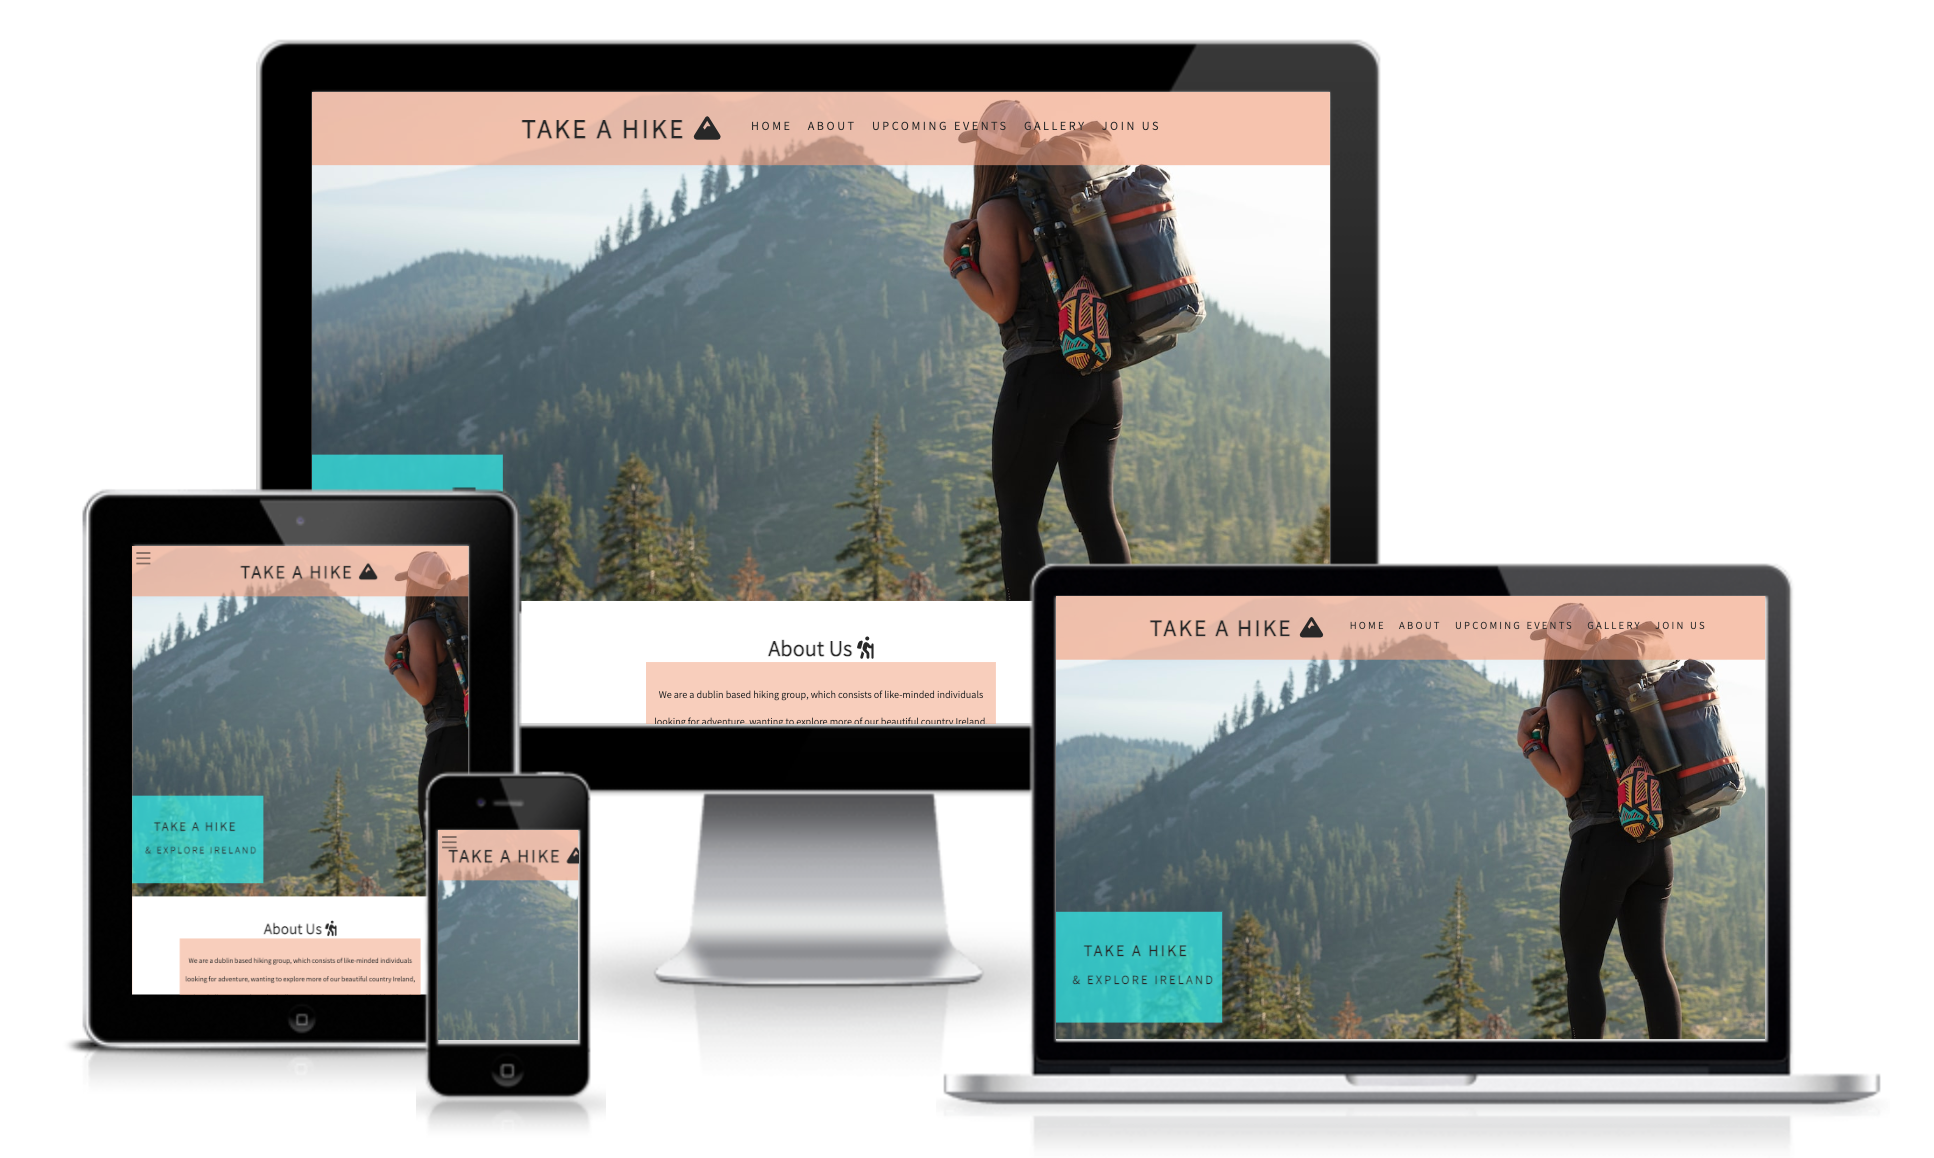 TAKE A HIKE
HOME ABOUT UPCOMING EVENTS GALLERY JOIN US
About Us
We are a dublin based hiking group, which consists of like-minded individuals
looking for adventure, wanting to explore more of our beautiful country Ireland
TAKE A HIKE
TAKE A HIKE
& EXPLORE IRELAND
About Us
We are a dublin based hiking group, which consists of like-minded individuals
looking for adventure, wanting to explore more of our beautiful country Ireland,
TAKE A HIKE
TAKE A HIKE
HOME ABOUT UPCOMING EVENTS GALLERY JOIN US
TAKE A HIKE
& EXPLORE IRELAND